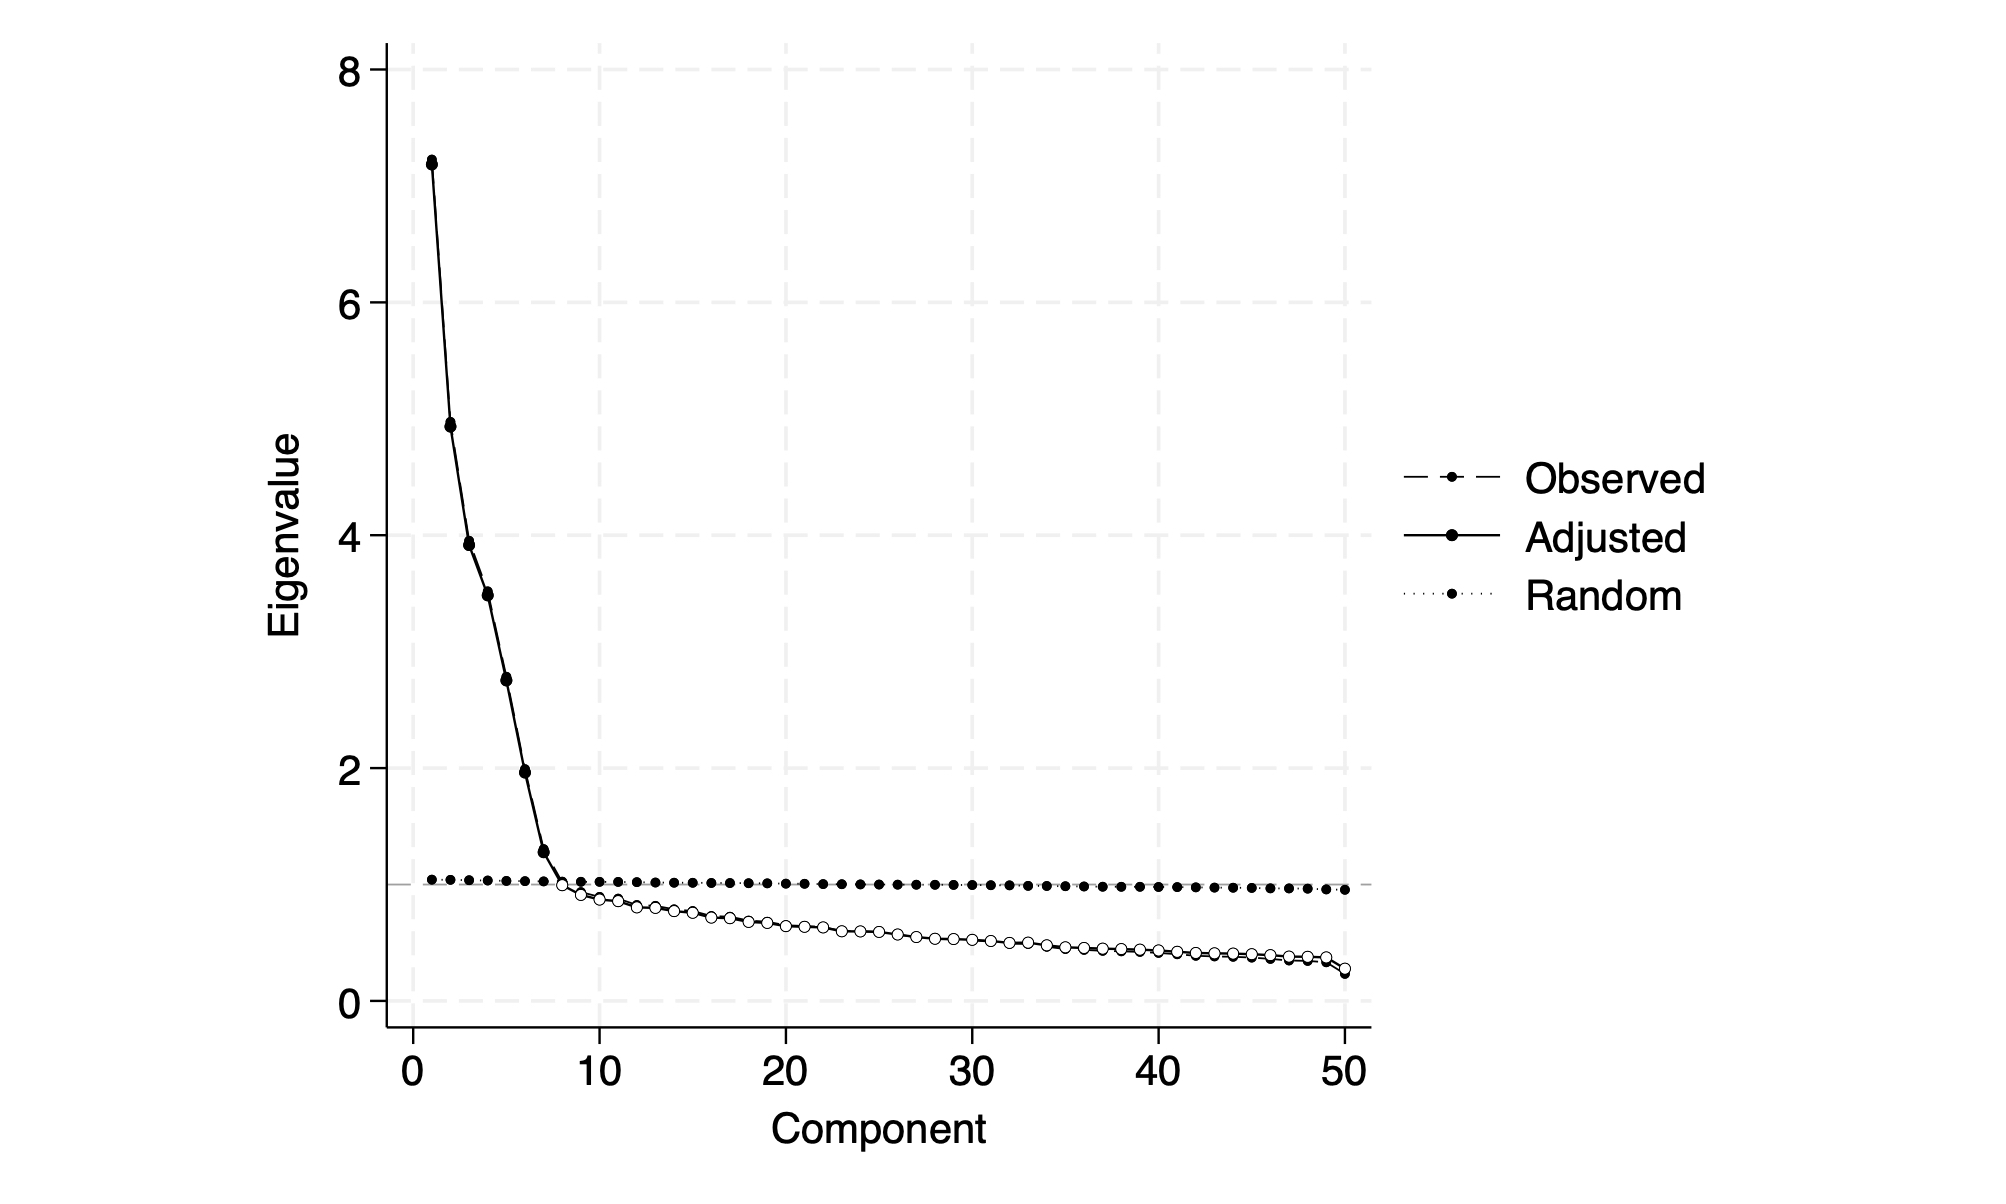 8
6
4
2
0
Eigenvalue
0 10 20 30 40 50
Component
Observed
Adjusted
Random